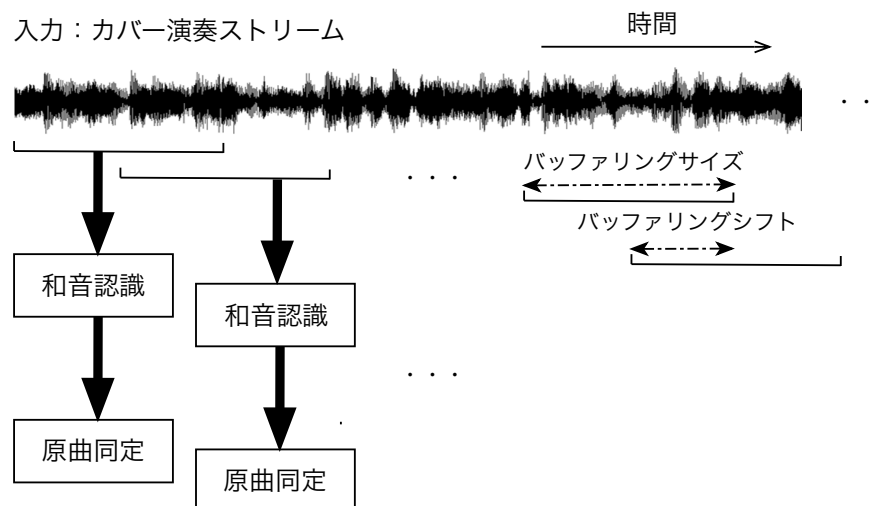 入力：カバー演奏ストリーム
時間
・・
バッファリングサイズ
・・・
バッファリングシフト
和音認識
和音認識
・・・
原曲同定
原曲同定